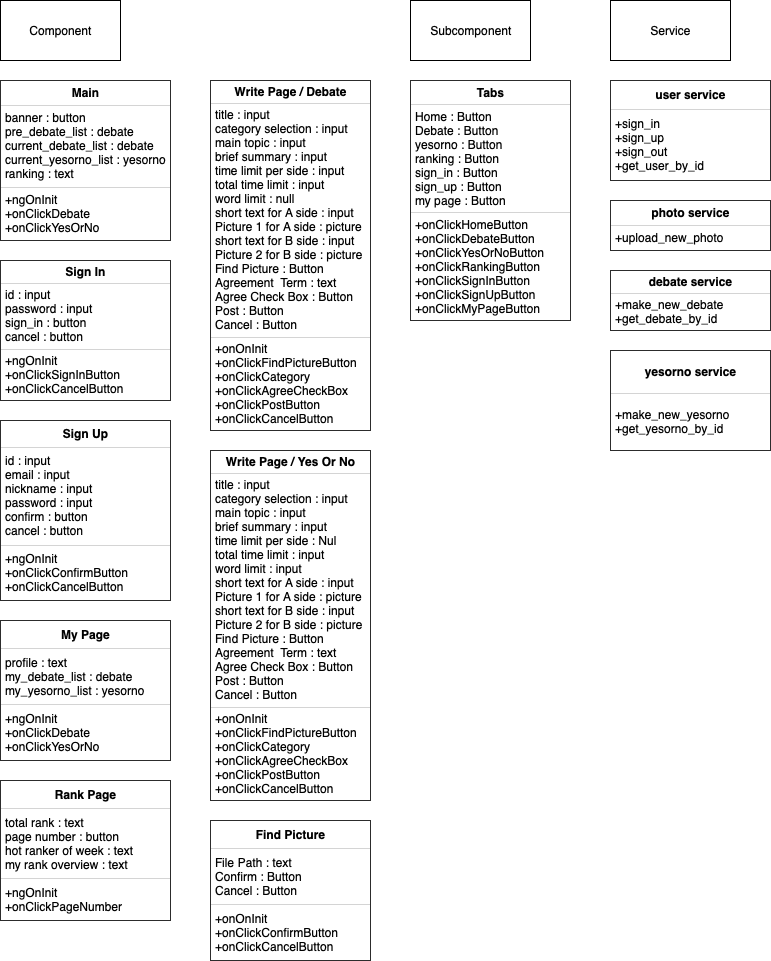 Component
Subcomponent
Service
Main
banner : button
pre_debate_list : debate
current_debate_list : debate
current_yesorno_list : yesorno
ranking : text
+ngOnInit
+onClickDebate
+onClickYesOrNo
Sign In
id : input
password : input
sign_in : button
cancel : button
+ngOnInit
+onClickSignInButton
+onClickCancelButton
Sign Up
id : input
email : input
nickname : input
password : input
confirm : button
cancel : button
+ngOnInit
+onClickConfirmButton
+onClickCancelButton
My Page
profile : text
my_debate_list : debate
my_yesorno_list : yesorno
+ngOnInit
+onClickDebate
+onClickYesOrNo
Rank Page
total rank : text
page number : button
hot ranker of week : text
my rank overview : text
+ngOnInit
+onClickPageNumber
Write Page / Debate
title : input
category selection : input
main topic : input
brief summary : input
time limit per side : input
total time limit : input
word limit : null
short text for A side : input
Picture 1 for A side : picture
short text for B side : input
Picture 2 for B side : picture
Find Picture : Button
Agreement  Term : text
Agree Check Box : Button
Post : Button
Cancel : Button
+onOnInit
+onClickFindPictureButton
+onClickCategory
+onClickAgreeCheckBox
+onClickPostButton
+onClickCancelButton
Write Page / Yes Or No
title : input
category selection : input
main topic : input
brief summary : input
time limit per side : Nul
total time limit : input
word limit : input
short text for A side : input
Picture 1 for A side : picture
short text for B side : input
Picture 2 for B side : picture
Find Picture : Button
Agreement  Term : text
Agree Check Box : Button
Post : Button
Cancel : Button
+onOnInit
+onClickFindPictureButton
+onClickCategory
+onClickAgreeCheckBox
+onClickPostButton
+onClickCancelButton
Find Picture
File Path : text
Confirm : Button
Cancel : Button
+onOnInit
+onClickConfirmButton
+onClickCancelButton
Tabs
Home : Button
Debate : Button
yesorno : Button
ranking : Button
sign_in : Button
sign_up : Button
my page : Button
+onClickHomeButton
+onClickDebateButton
+onClickYesOrNoButton
+onClickRankingButton
+onClickSignInButton
+onClickSignUpButton
+onClickMyPageButton
user service
+sign_in
+sign_up
+sign_out
+get_user_by_id
photo service
+upload_new_photo
debate service
+make_new_debate
+get_debate_by_id
yesorno service
+make_new_yesorno
+get_yesorno_by_id